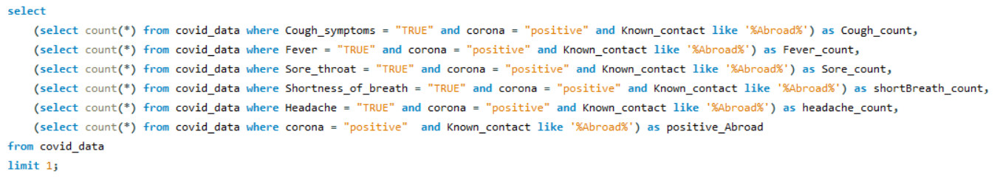 select
(select count(*) from covid_data where Cough_symptoms = "TRUE" and corona = "positive" and Known_contact like '%Abroad%') as Cough_count,
(select count(*) from covid_data where Fever = "TRUE" and corona = "positive" and Known_contact like '%Abroad%') as Fever_count,
(select count(*) from covid_data where Sore_throat = "TRUE" and corona = "positive" and Known_contact like '%Abroad%') as Sore_count,
(select count(*) from covid_data where Shortness_of_breath = "TRUE" and corona = "positive" and Known_contact like '%Abroad%') as shortBreath_count,
(select count(*) from covid_data where Headache = "TRUE" and corona = "positive" and Known_contact like '%Abroad%') as headache_count,
(select count(*) from covid_data where corona = "positive"  and Known_contact like '%Abroad%') as positive_Abroad
from covid_data
limit 1;